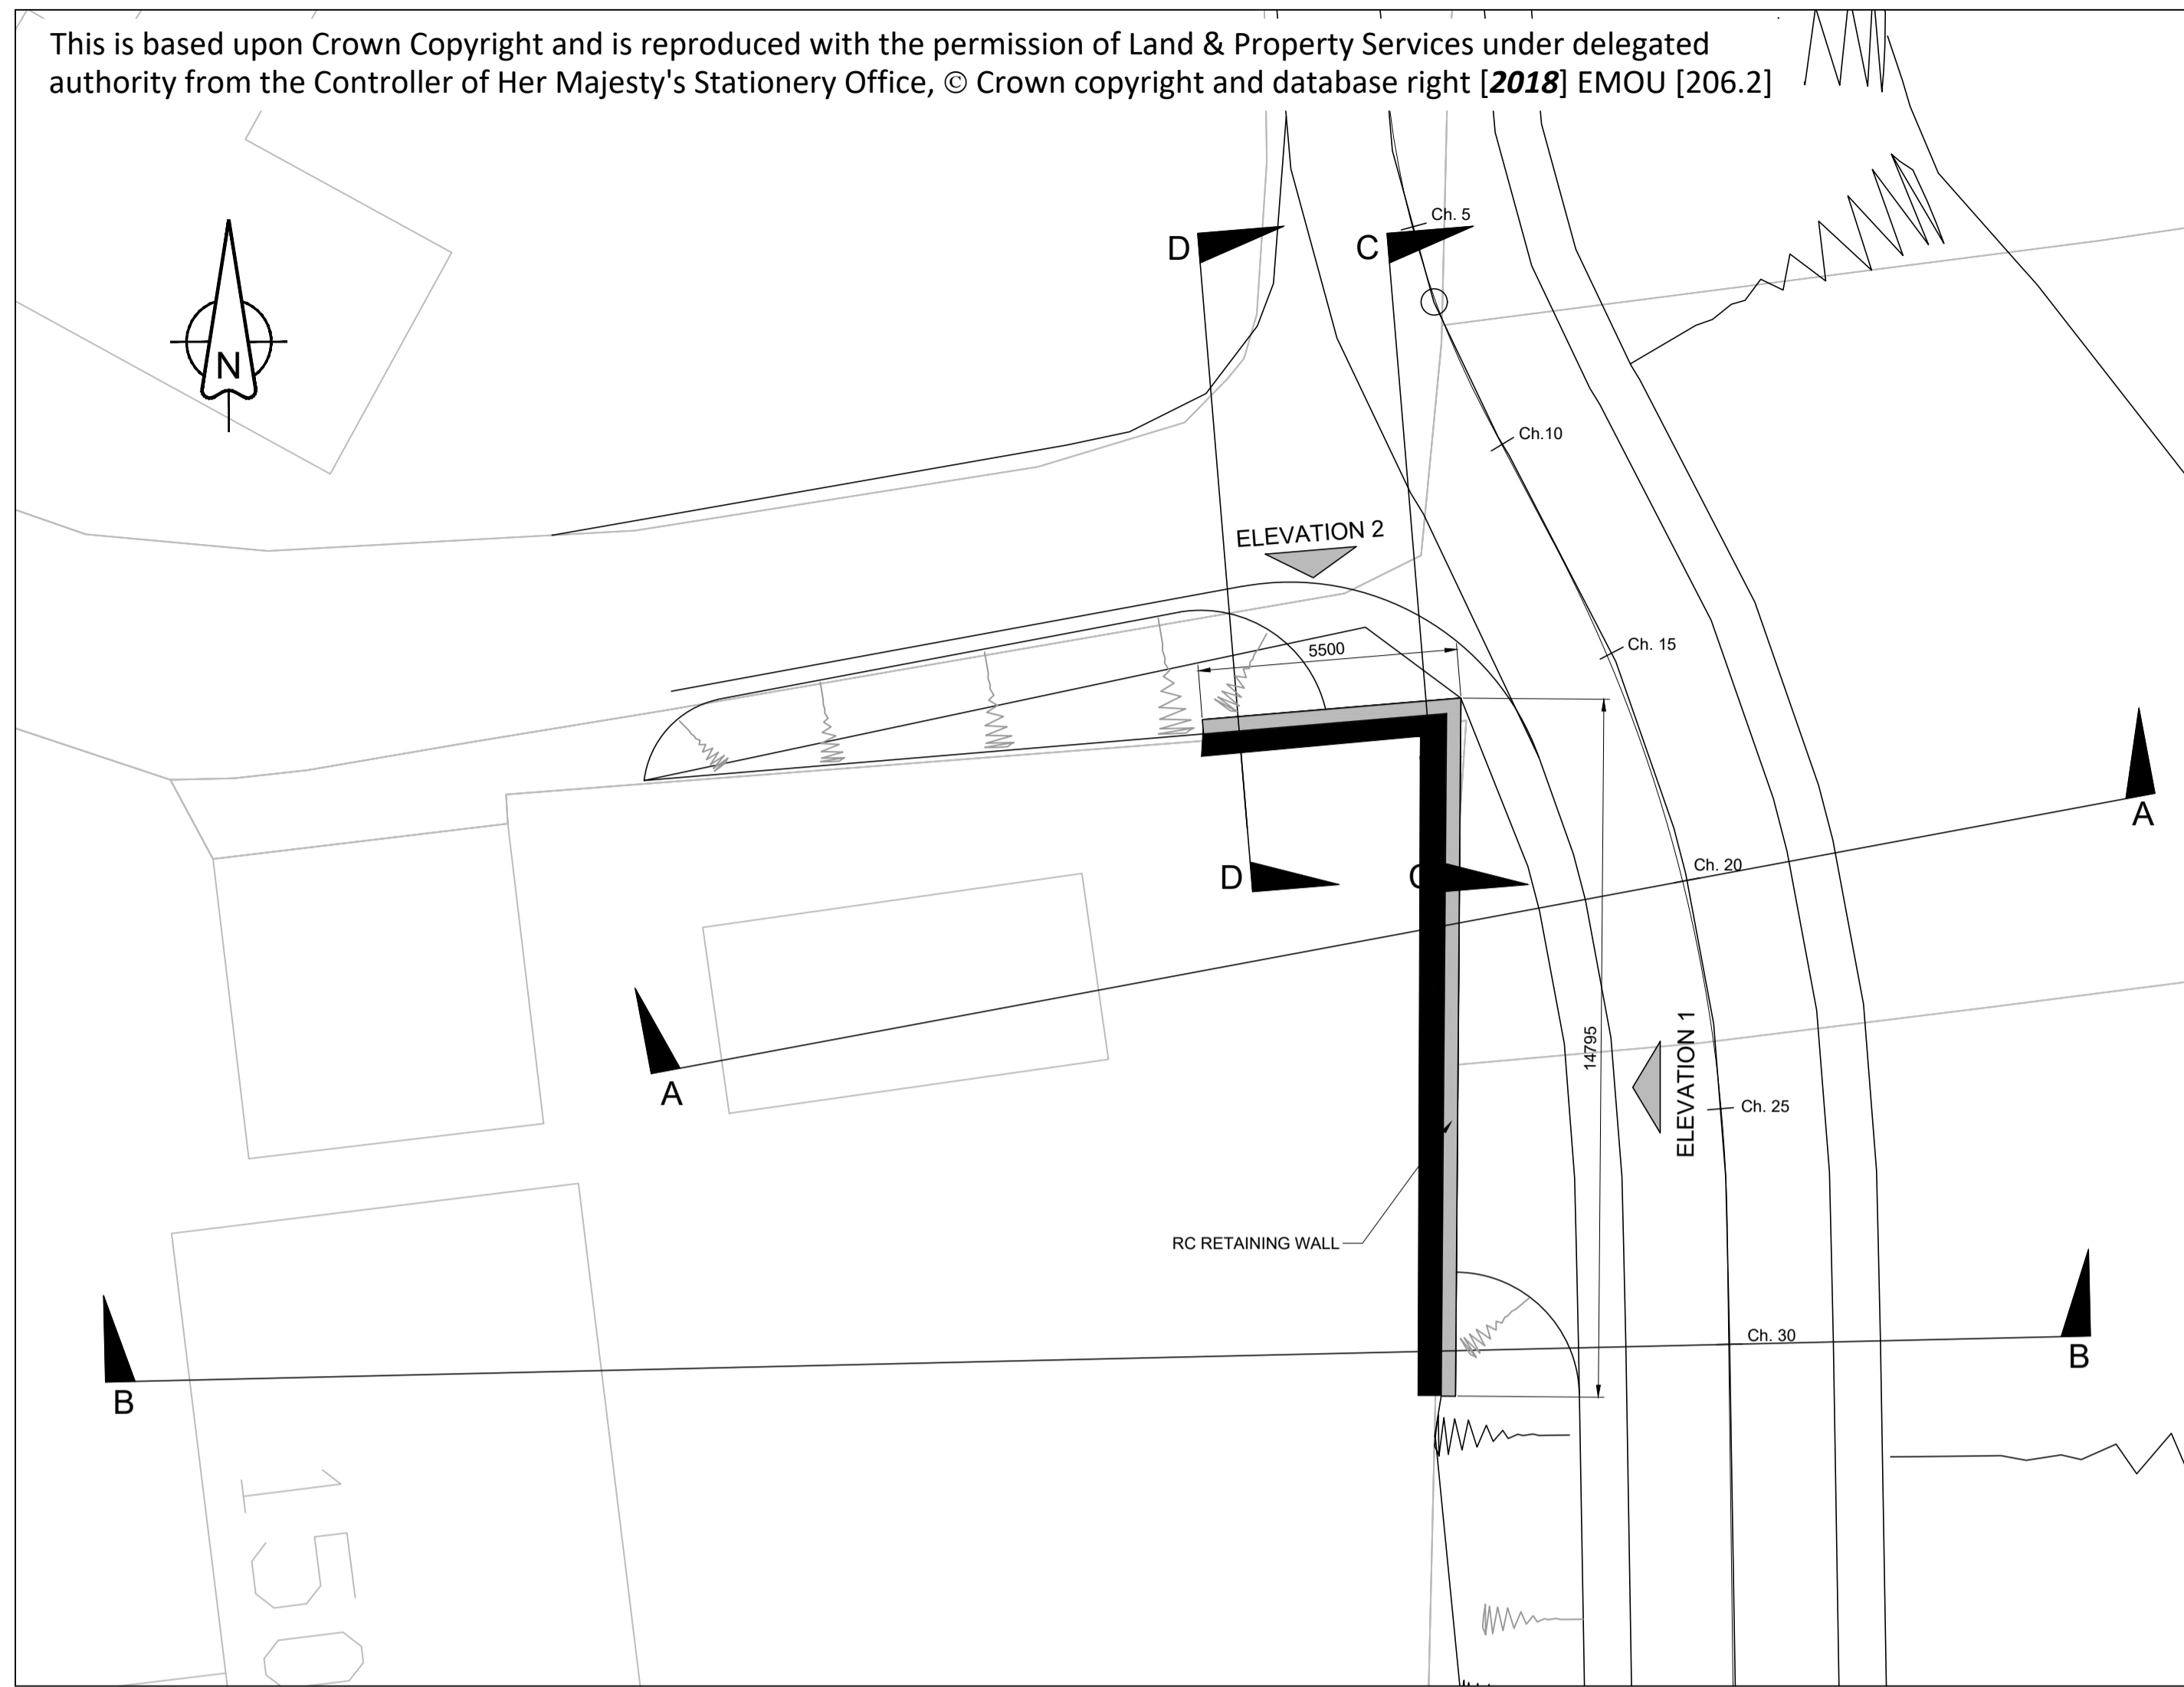 This is based upon Crown Copyright and is reproduced with the permission of Land & Property Services under delegated
authority from the Controller of Her Majesty's Stationery Office, © Crown copyright and database right [2018] EMOU [206.2]
N
D
C
Ch. 5
Ch.10
ELEVATION 2
Ch. 15
5500
A
Ch. 20
D
C
14795
ELEVATION 1
A
Ch. 25
RC RETAINING WALL
Ch. 30
B
B
150